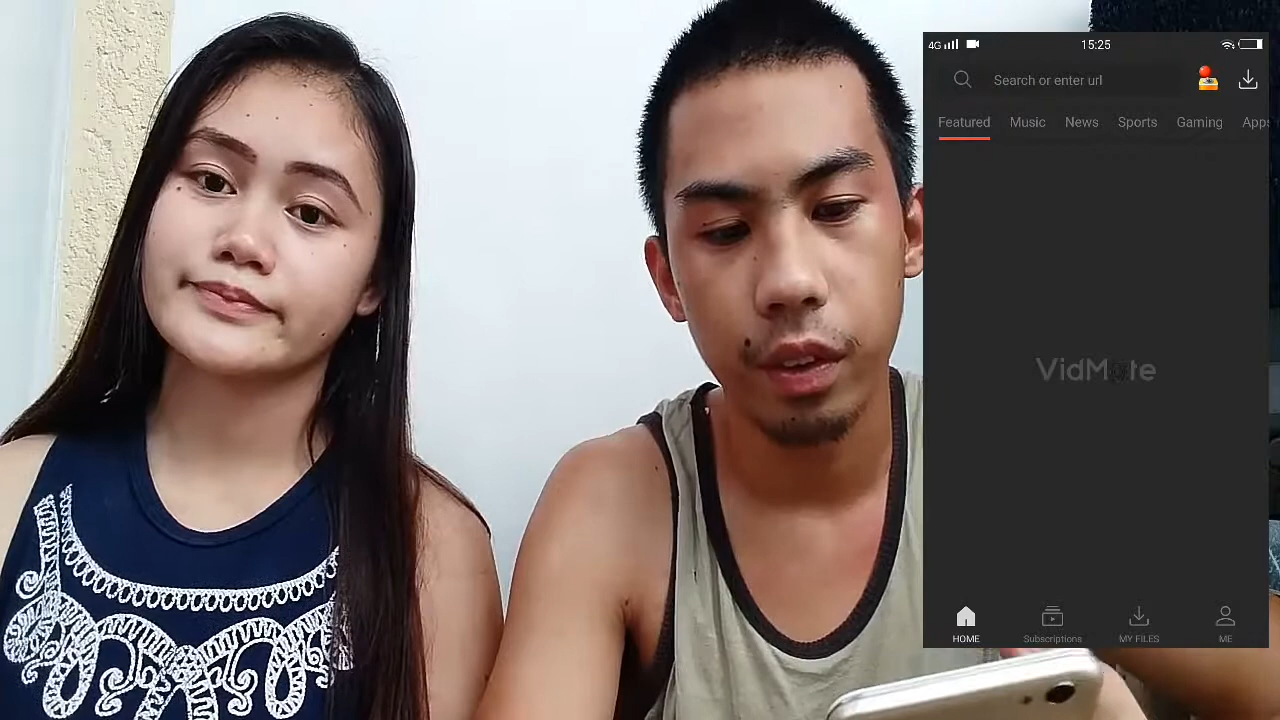 4G 15:25
Search or enter url
Featured Music News Sports Gaming Apps
VidMate
HOME Subscriptions MY FILES ME